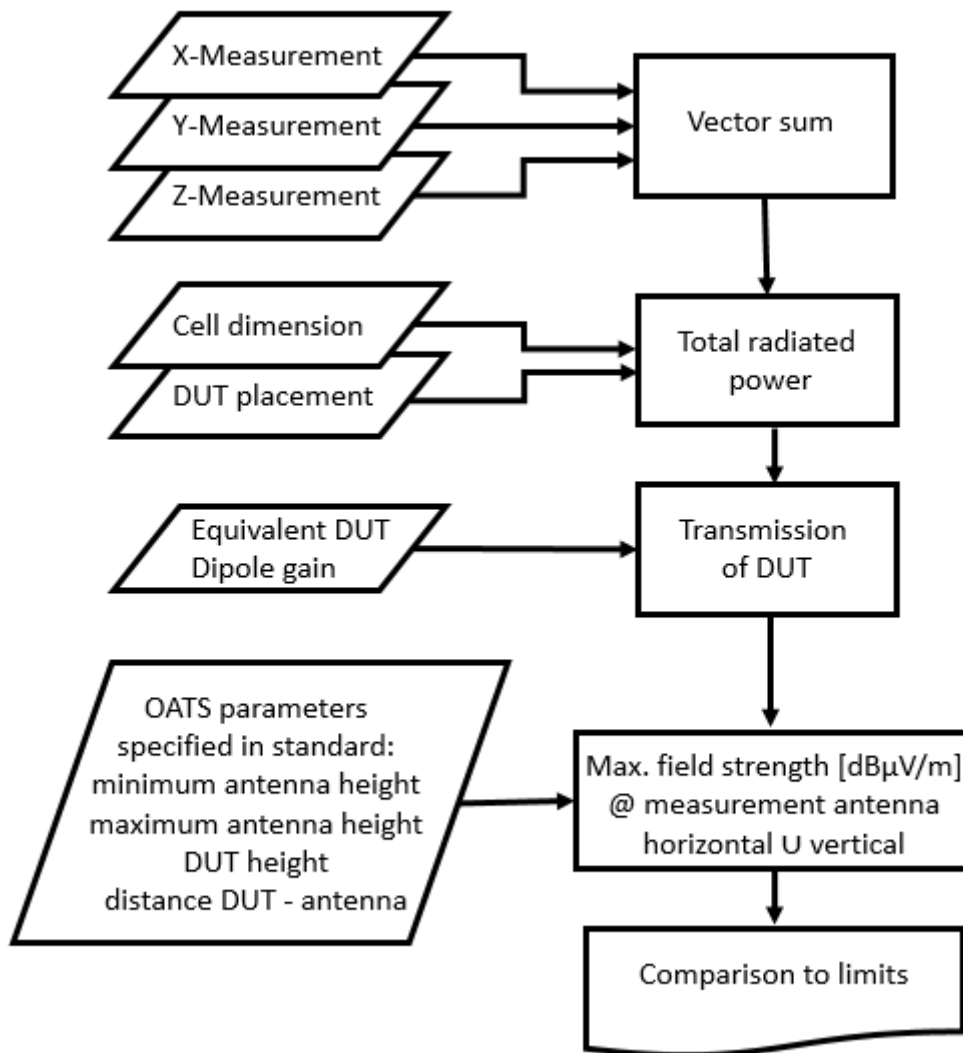 X-Measurement
Y-Measurement
Z-Measurement
Vector sum
Cell dimension
DUT placement
Total radiated
power
Equivalent DUT
Dipole gain
Transmission
of DUT
OATS parameters
specified in standard:
minimum antenna height
maximum antenna height
DUT height
distance DUT - antenna
Max. field strength [dBµV/m]
@ measurement antenna
horizontal U vertical
Comparison to limits